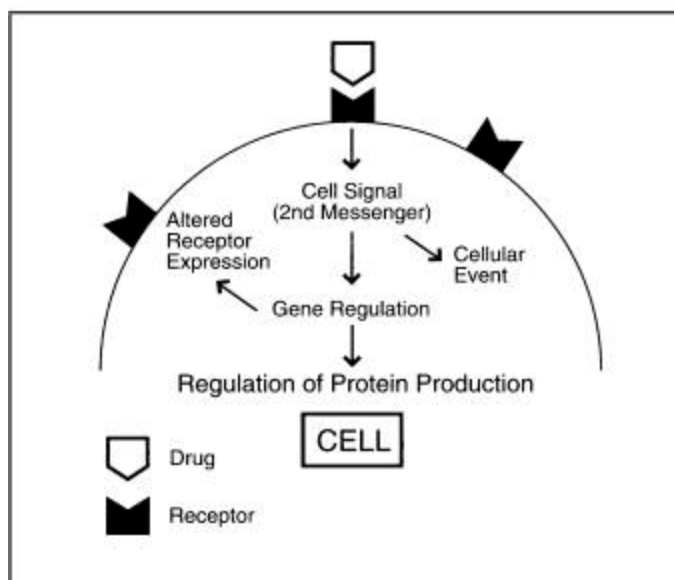 Cell Signal
(2nd Messenger)
Altered
Receptor
Expression
Cellular
Event
Gene Regulation
Regulation of Protein Production
CELL
Drug
Receptor